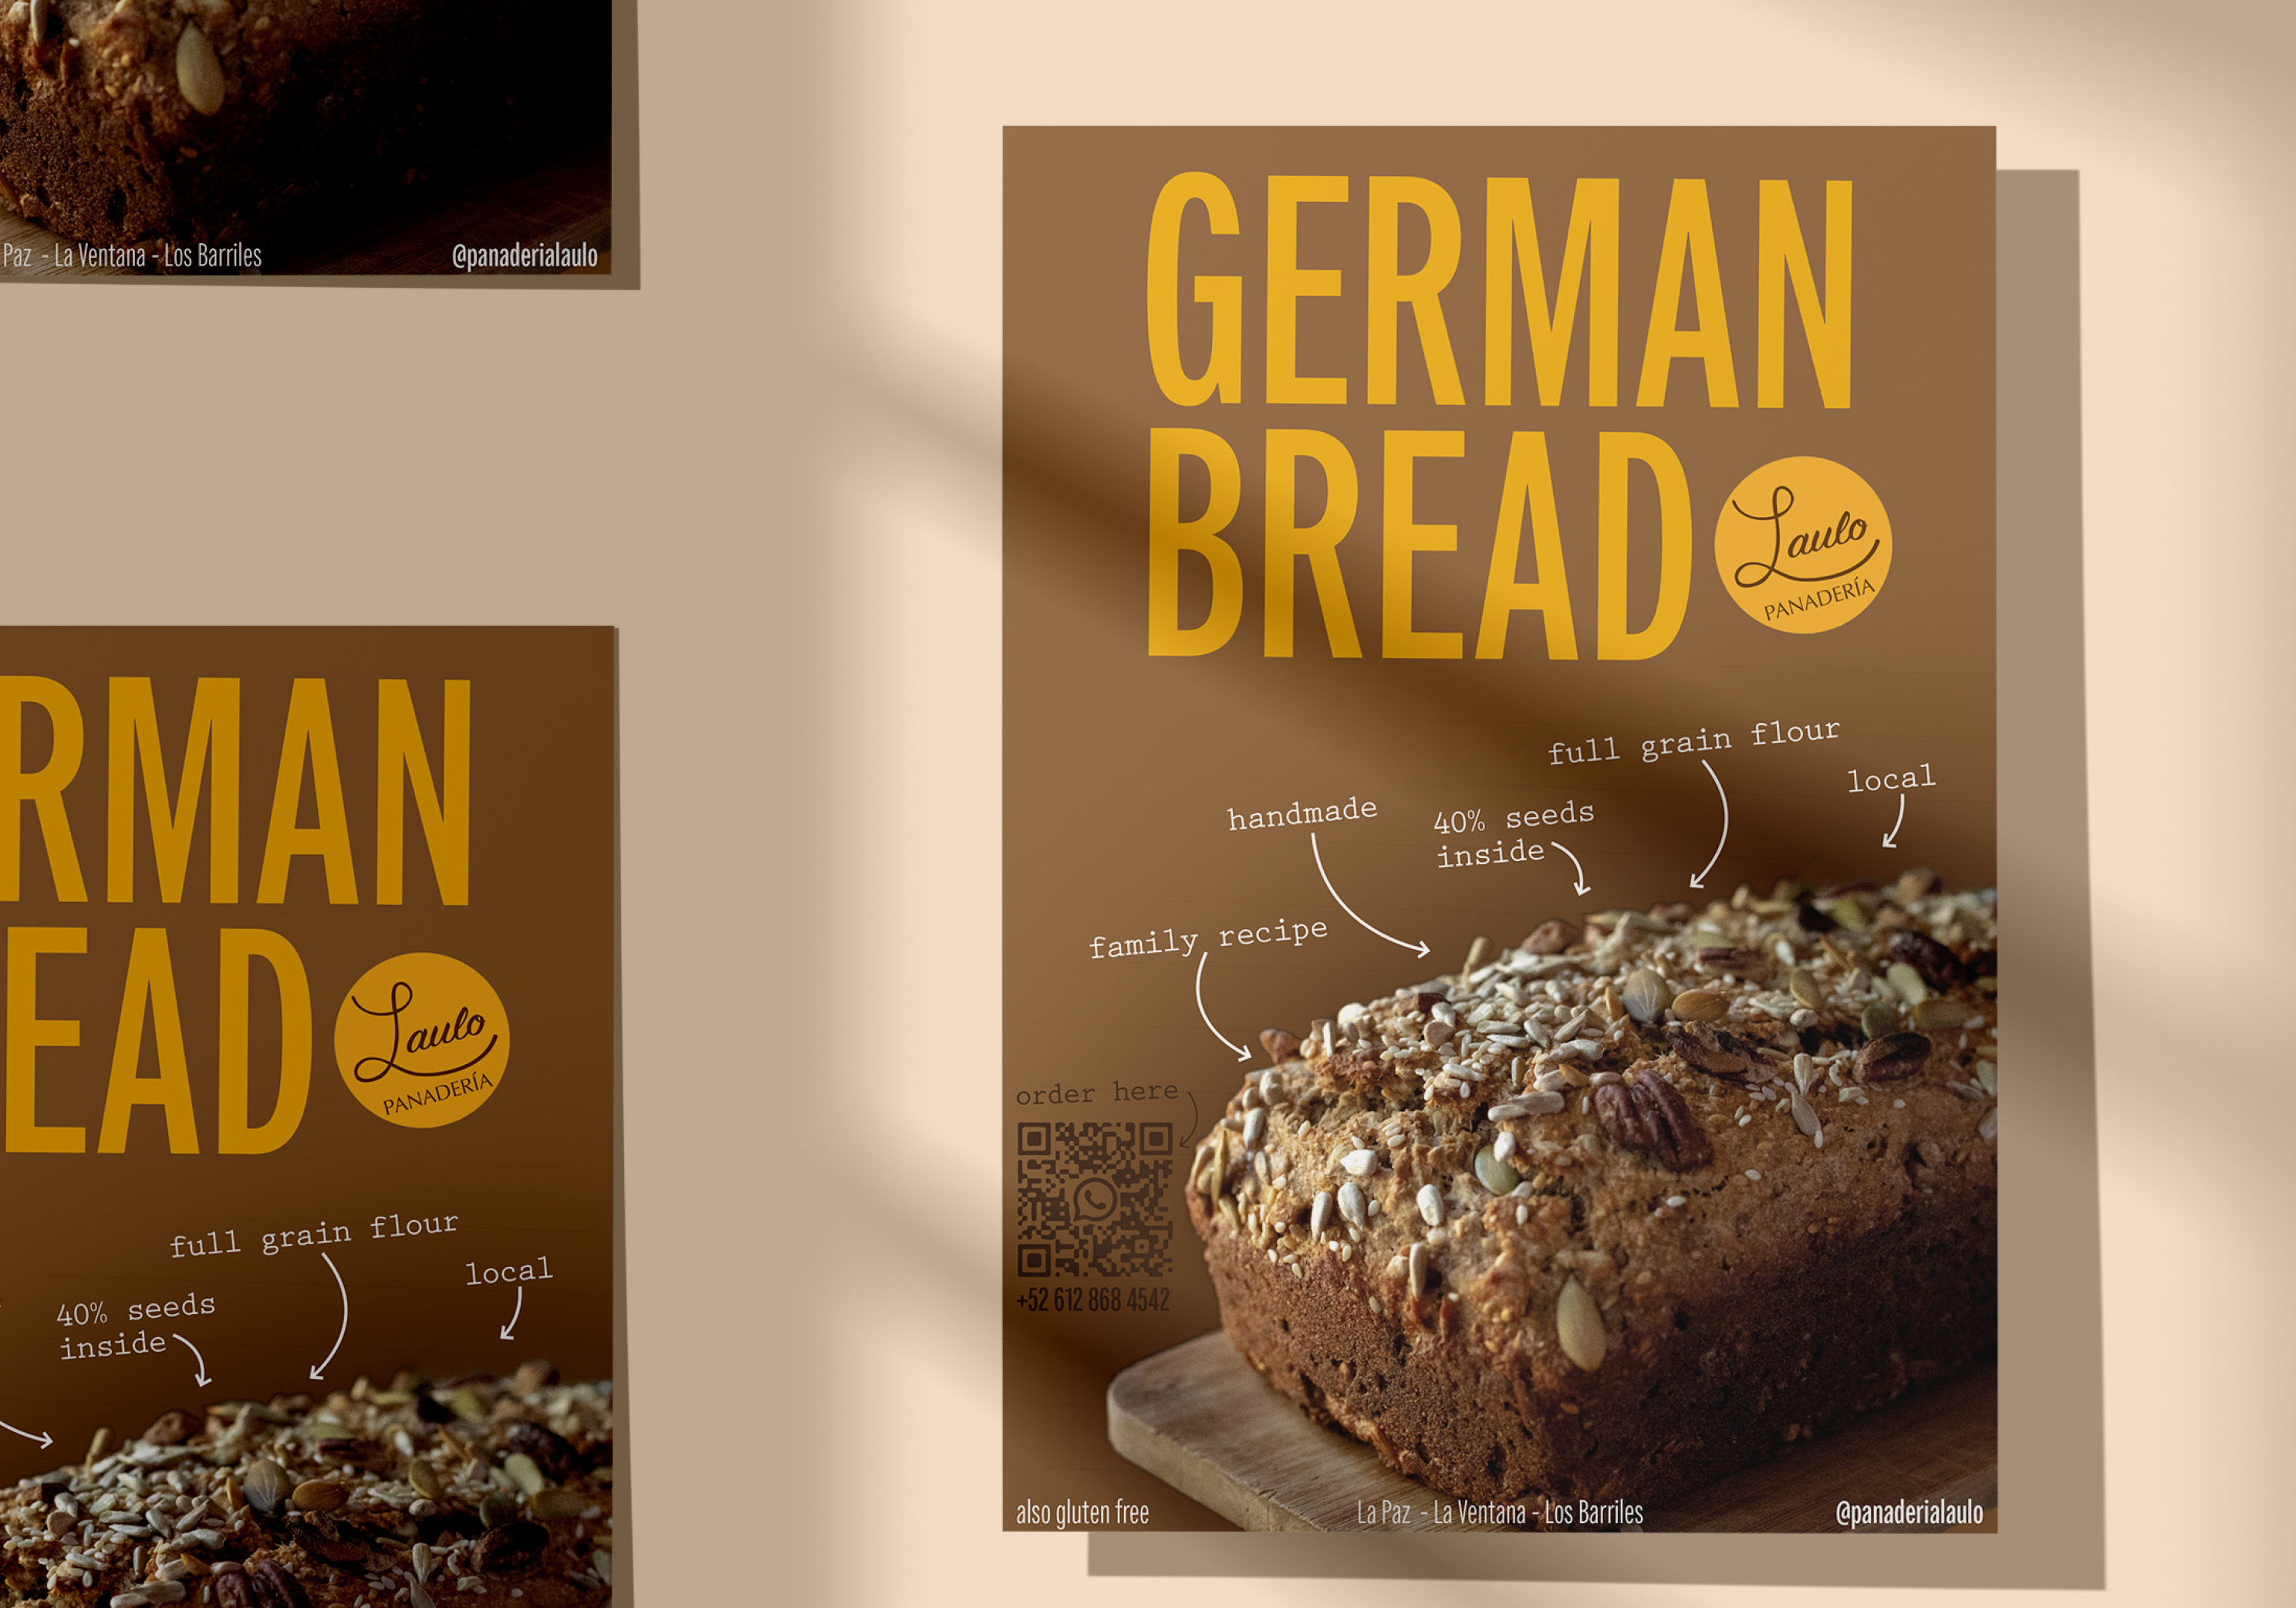 Paz - La Ventana - Los Barriles
@panaderialaulo
RMAN
EAD
Laulo
PANADERÍA
full grain flour
local
40% seeds
inside
GERMAN
BREAD
Laulo
PANADERÍA
full grain flour
local
handmade
40% seeds
inside
family recipe
order here
+52 612 868 4542
also gluten free
La Paz - La Ventana - Los Barriles
@panaderialaulo